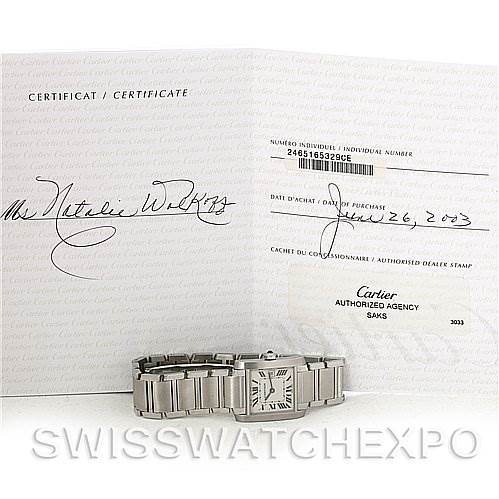 CERTIFICAT / CERTIFICATE
Ms Natalie Walkoff
NUMÉRO INDIVIDUEL / INDIVIDUAL NUMBER
2465165329CE
DATE D'ACHAT / DATE OF PURCHASE
June 26, 2003
CACHET DU CONCESSIONNAIRE / AUTHORISED DEALER STAMP
Cartier
AUTHORIZED AGENCY
SAKS
3033
SWISSWATCHEXPO